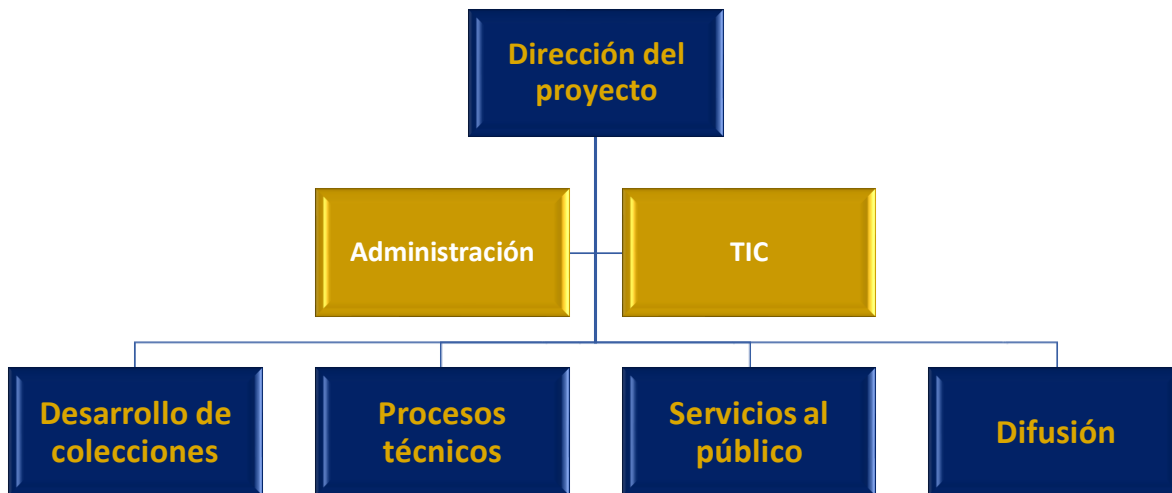 Dirección del
proyecto
Administración
TIC
Desarrollo de
colecciones
Procesos
técnicos
Servicios al
público
Difusión